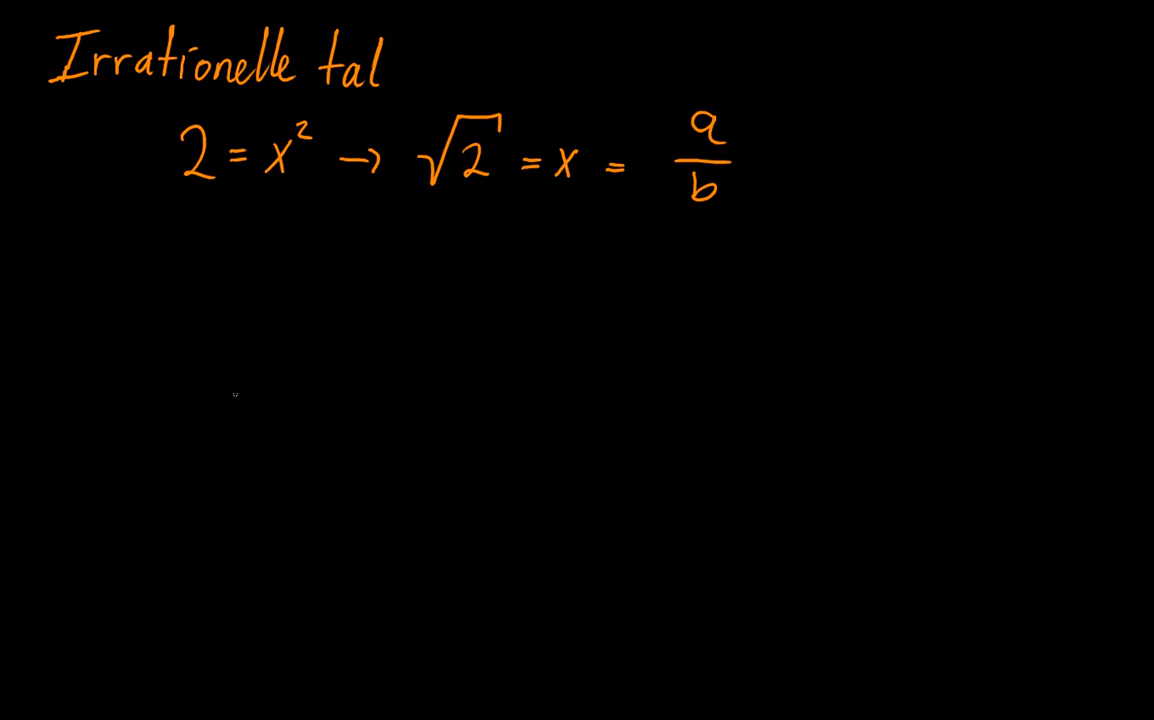 Irrationelle tal
2 = x² → √2 = x = a/b